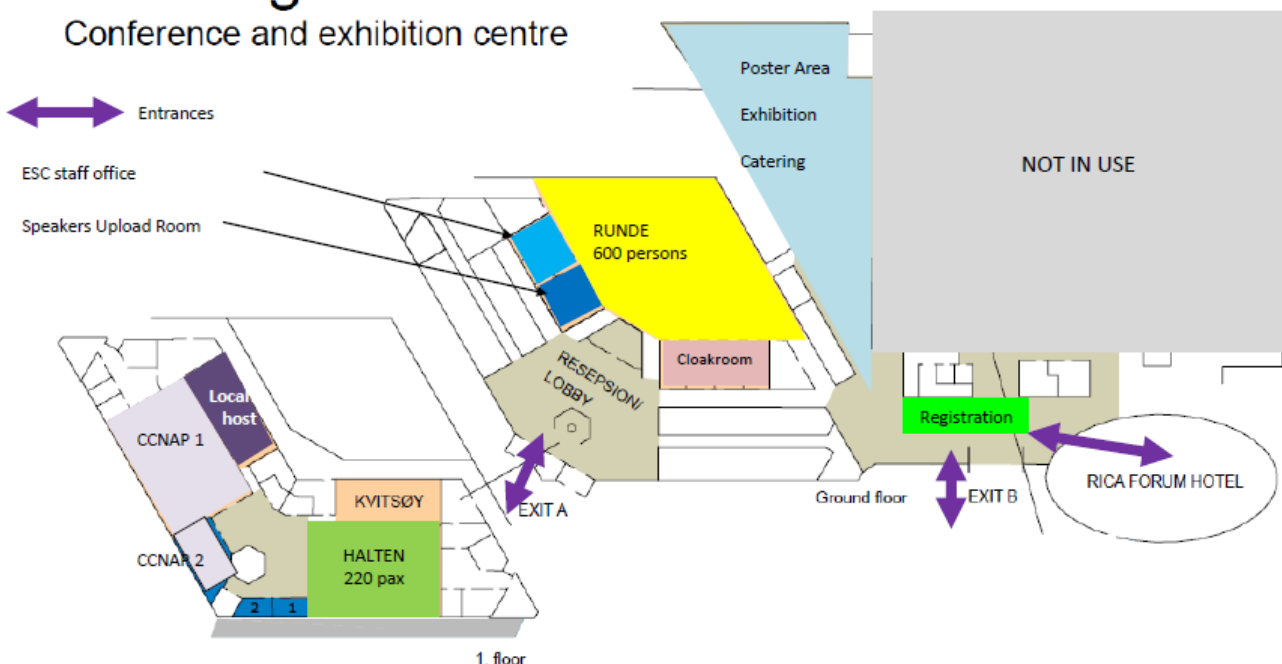 Conference and exhibition centre
Entrances
ESC staff office
Speakers Upload Room
Poster Area
Exhibition
Catering
NOT IN USE
RUNDE
600 persons
Cloakroom
RESEPSION/
LOBBY
Local
host
CCNAP 1
CCNAP 2
KVITSØY
HALTEN
220 pax
2
1
EXIT A
Registration
Ground floor
EXIT B
RICA FORUM HOTEL
1. floor